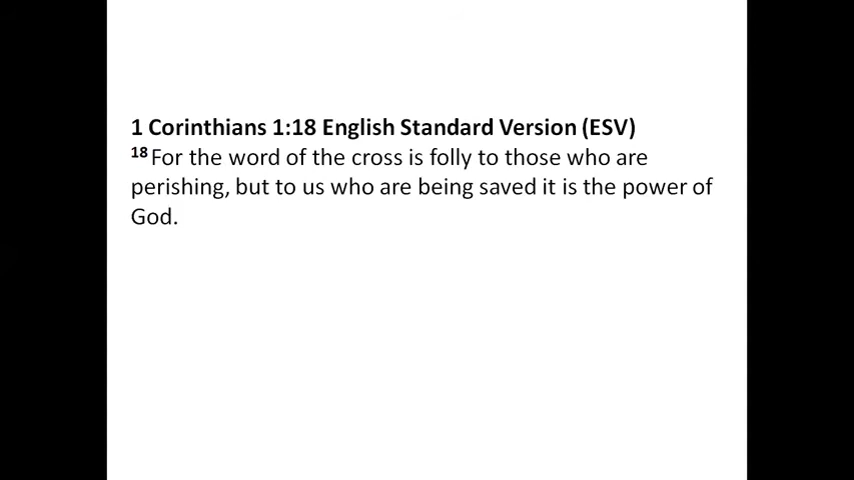 1 Corinthians 1:18 English Standard Version (ESV)
18 For the word of the cross is folly to those who are
perishing, but to us who are being saved it is the power of
God.